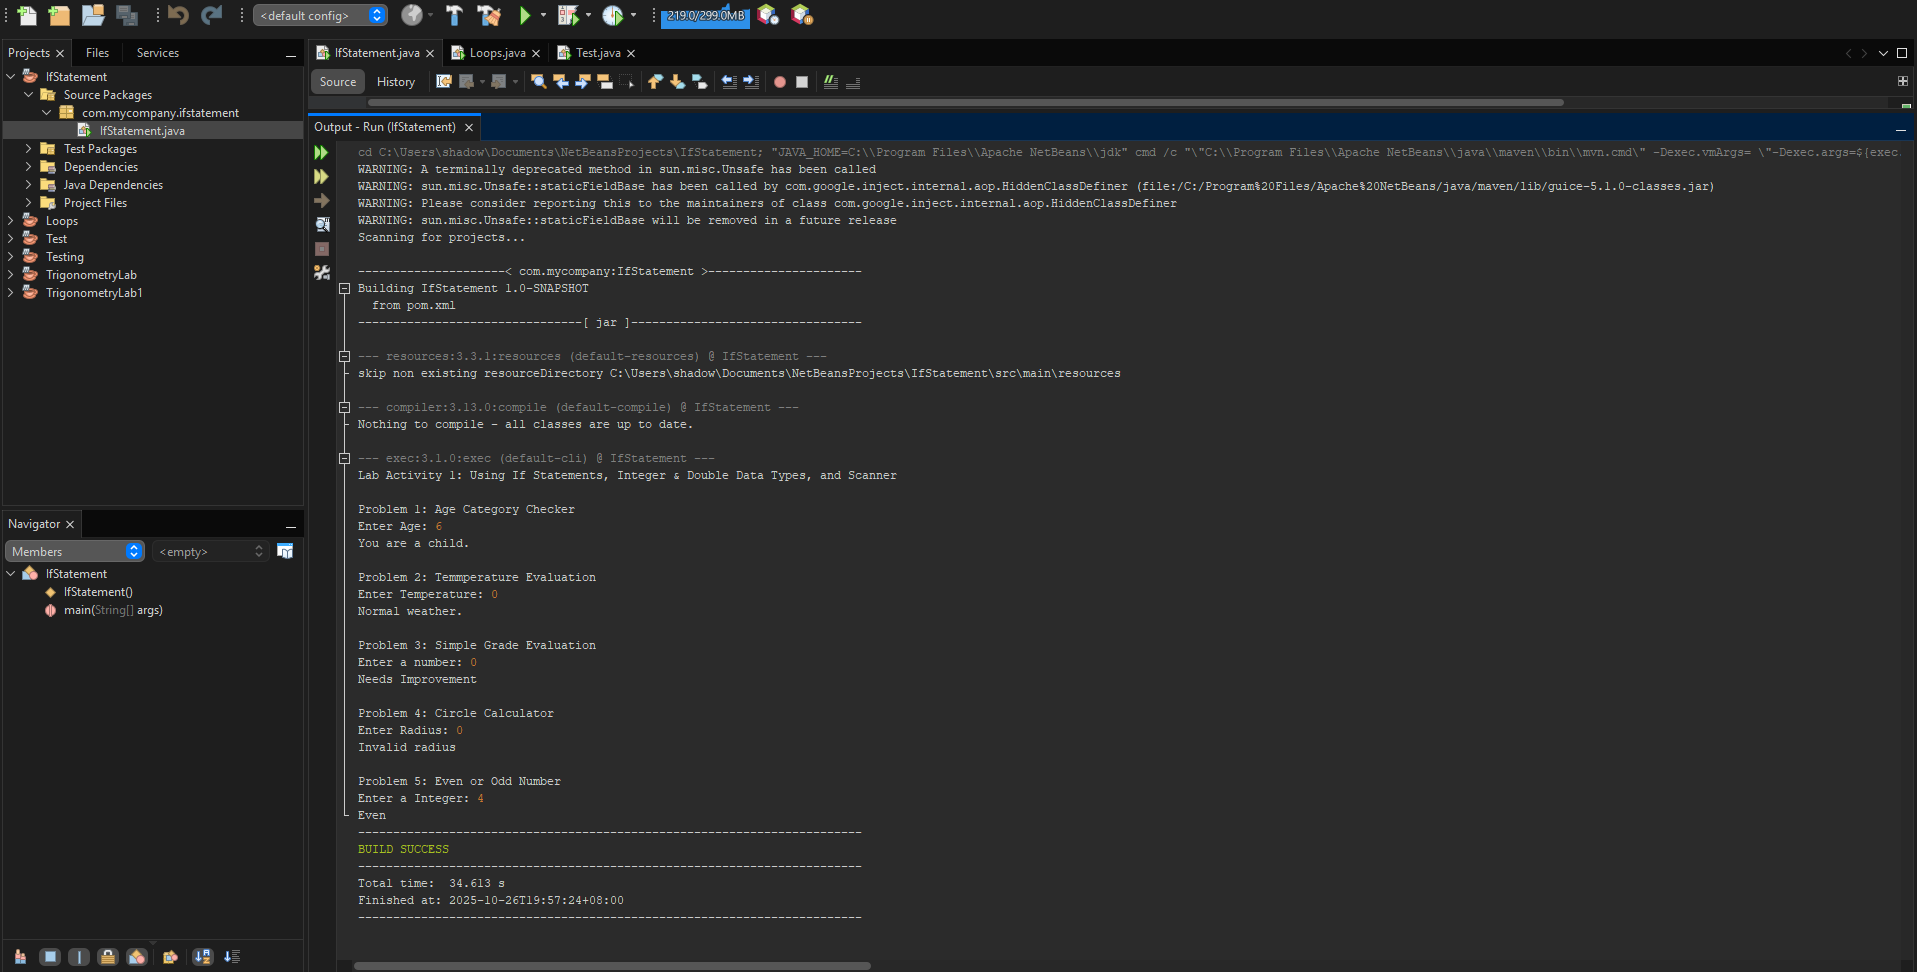 <default config>
219.0/299.0MB
Projects
Files
Services
IfStatement
Source Packages
com.mycompany.ifstatement
IfStatement.java
Test Packages
Dependencies
Java Dependencies
Project Files
Loops
Test
Testing
TrigonometryLab
TrigonometryLab1
Navigator
Members
<empty>
IfStatement
IfStatement()
main(String[] args)
IfStatement.java
Loops.java
Test.java
Source
History
Output - Run (IfStatement)
cd C:\Users\shadow\Documents\NetBeansProjects\IfStatement; "JAVA_HOME=C:\\Program Files\\Apache NetBeans\\jdk" cmd /c "\"C:\\Program Files\\Apache NetBeans\\java\\maven\\bin\\mvn.cmd\" -Dexec.vmArgs= \"-Dexec.args=${exec.
WARNING: A terminally deprecated method in sun.misc.Unsafe has been called
WARNING: sun.misc.Unsafe::staticFieldBase has been called by com.google.inject.internal.aop.HiddenClassDefiner (file:/C:/Program%20Files/Apache%20NetBeans/java/maven/lib/guice-5.1.0-classes.jar)
WARNING: Please consider reporting this to the maintainers of class com.google.inject.internal.aop.HiddenClassDefiner
WARNING: sun.misc.Unsafe::staticFieldBase will be removed in a future release
Scanning for projects...
---------------------< com.mycompany:IfStatement >----------------------
Building IfStatement 1.0-SNAPSHOT
from pom.xml
--------------------------------[ jar ]---------------------------------
--- resources:3.3.1:resources (default-resources) @ IfStatement ---
skip non existing resourceDirectory C:\Users\shadow\Documents\NetBeansProjects\IfStatement\src\main\resources
--- compiler:3.13.0:compile (default-compile) @ IfStatement ---
Nothing to compile - all classes are up to date.
--- exec:3.1.0:exec (default-cli) @ IfStatement ---
Lab Activity 1: Using If Statements, Integer & Double Data Types, and Scanner
Problem 1: Age Category Checker
Enter Age: 6
You are a child.
Problem 2: Temmperature Evaluation
Enter Temperature: 0
Normal weather.
Problem 3: Simple Grade Evaluation
Enter a number: 0
Needs Improvement
Problem 4: Circle Calculator
Enter Radius: 0
Invalid radius
Problem 5: Even or Odd Number
Enter a Integer: 4
Even
------------------------------------------------------------------------
BUILD SUCCESS
------------------------------------------------------------------------
Total time:  34.613 s
Finished at: 2025-10-26T19:57:24+08:00
------------------------------------------------------------------------